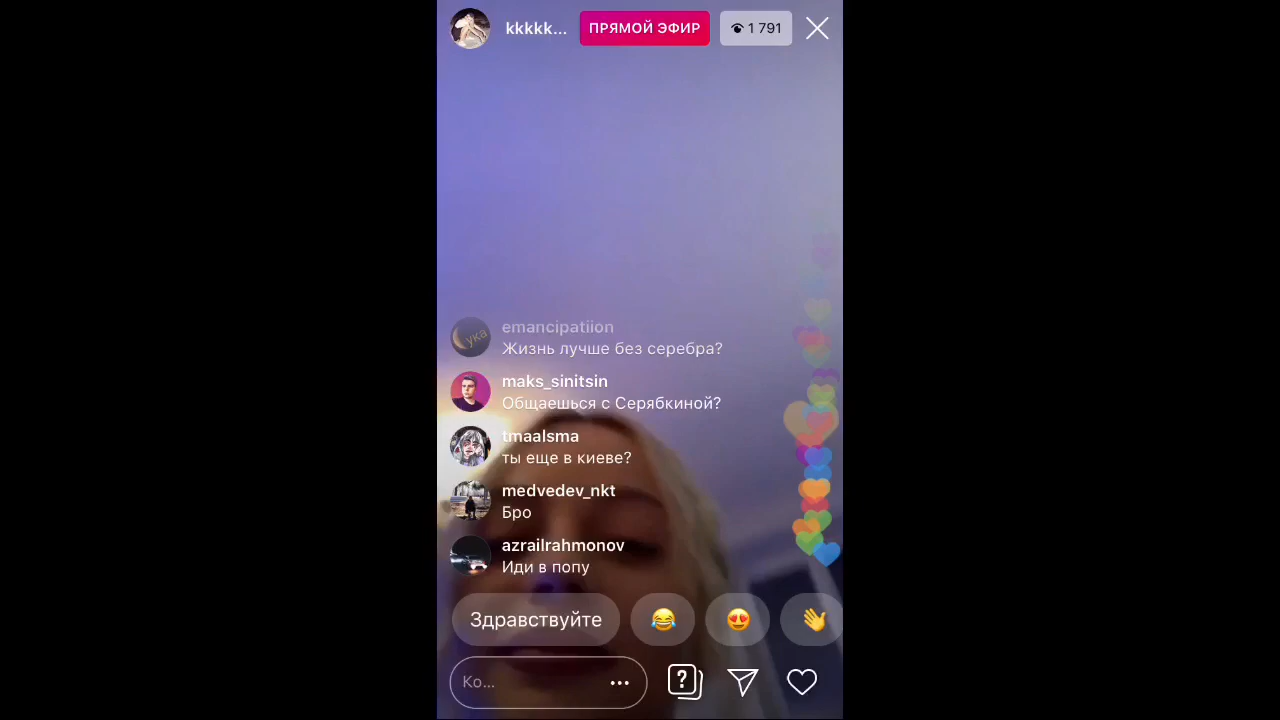 kkkkk...
ПРЯМОЙ ЭФИР
1 791
ука
emancipatiion
Жизнь лучше без серебра?
maks_sinitsin
Общаешься с Серябкиной?
tmaalsma
ты еще в киеве?
medvedev_nkt
Бро
azrailrahmonov
Иди в попу
Здравствуйте
Ко...